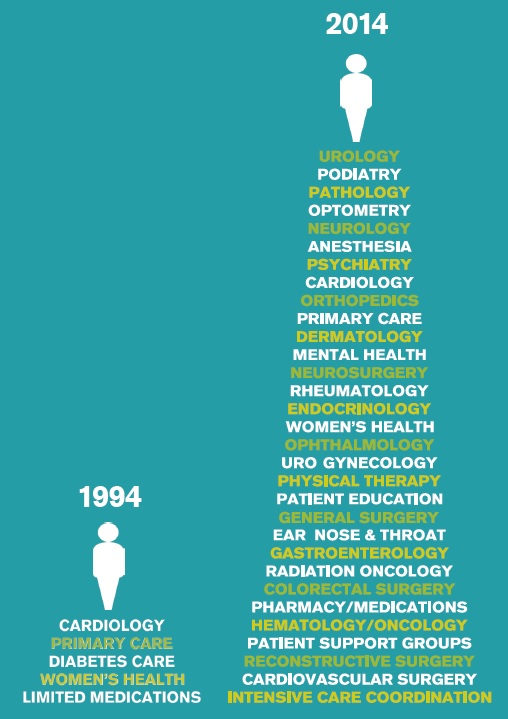 2014
UROLOGY
PODIATRY
PATHOLOGY
OPTOMETRY
NEUROLOGY
ANESTHESIA
PSYCHIATRY
CARDIOLOGY
ORTHOPEDICS
PRIMARY CARE
DERMATOLOGY
MENTAL HEALTH
NEUROSURGERY
RHEUMATOLOGY
ENDOCRINOLOGY
WOMEN'S HEALTH
OPHTHALMOLOGY
URO GYNECOLOGY
PHYSICAL THERAPY
PATIENT EDUCATION
GENERAL SURGERY
EAR NOSE & THROAT
GASTROENTEROLOGY
RADIATION ONCOLOGY
COLORECTAL SURGERY
PHARMACY/MEDICATIONS
HEMATOLOGY/ONCOLOGY
PATIENT SUPPORT GROUPS
RECONSTRUCTIVE SURGERY
CARDIOVASCULAR SURGERY
INTENSIVE CARE COORDINATION
1994
CARDIOLOGY
PRIMARY CARE
DIABETES CARE
WOMEN'S HEALTH
LIMITED MEDICATIONS